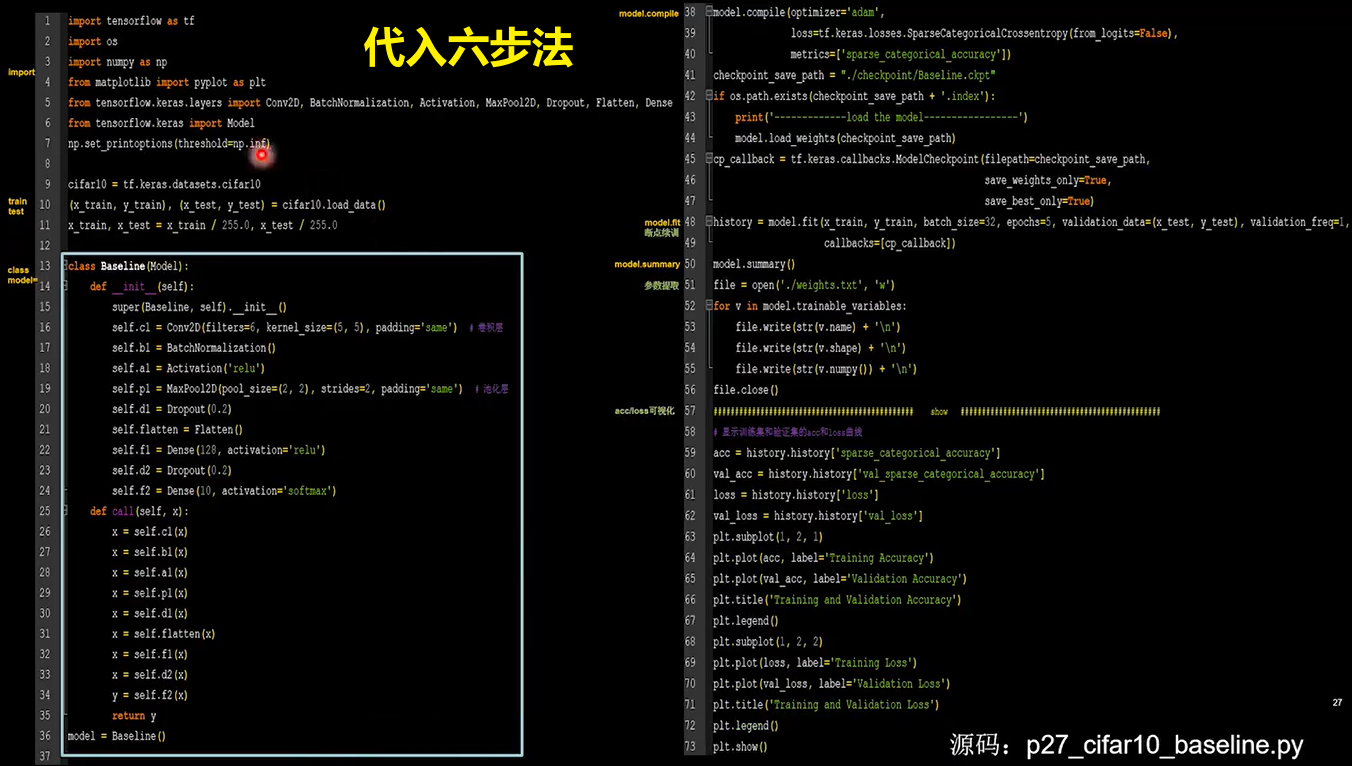 代入六步法
import
train
test
class
model=
1 import tensorflow as tf
2 import os
3 import numpy as np
4 from matplotlib import pyplot as plt
5 from tensorflow.keras.layers import Conv2D, BatchNormalization, Activation, MaxPool2D, Dropout, Flatten, Dense
6 from tensorflow.keras import Model
7 np.set_printoptions(threshold=np.inf)
8
9 cifar10 = tf.keras.datasets.cifar10
10 (x_train, y_train), (x_test, y_test) = cifar10.load_data()
11 x_train, x_test = x_train / 255.0, x_test / 255.0
12
13 class Baseline(Model):
14 def __init__(self):
15 super(Baseline, self).__init__()
16 self.c1 = Conv2D(filters=6, kernel_size=(5, 5), padding='same') # 卷积层
17 self.b1 = BatchNormalization()
18 self.a1 = Activation('relu')
19 self.p1 = MaxPool2D(pool_size=(2, 2), strides=2, padding='same') # 池化层
20 self.d1 = Dropout(0.2)
21 self.flatten = Flatten()
22 self.f1 = Dense(128, activation='relu')
23 self.d2 = Dropout(0.2)
24 self.f2 = Dense(10, activation='softmax')
25 def call(self, x):
26 x = self.c1(x)
27 x = self.b1(x)
28 x = self.a1(x)
29 x = self.p1(x)
30 x = self.d1(x)
31 x = self.flatten(x)
32 x = self.f1(x)
33 x = self.d2(x)
34 y = self.f2(x)
35 return y
36 model = Baseline()
37
model.compile
model.fit
断点续训
model.summary
参数提取
acc/loss可视化
38 model.compile(optimizer='adam',
39 loss=tf.keras.losses.SparseCategoricalCrossentropy(from_logits=False),
40 metrics=['sparse_categorical_accuracy'])
41 checkpoint_save_path = "./checkpoint/Baseline.ckpt"
42 if os.path.exists(checkpoint_save_path + '.index'):
43 print('-------------load the model-----------------')
44 model.load_weights(checkpoint_save_path)
45 cp_callback = tf.keras.callbacks.ModelCheckpoint(filepath=checkpoint_save_path,
46 save_weights_only=True,
47 save_best_only=True)
48 history = model.fit(x_train, y_train, batch_size=32, epochs=5, validation_data=(x_test, y_test), validation_freq=1,
49 callbacks=[cp_callback])
50 model.summary()
51 file = open('./weights.txt', 'w')
52 for v in model.trainable_variables:
53 file.write(str(v.name) + '\n')
54 file.write(str(v.shape) + '\n')
55 file.write(str(v.numpy()) + '\n')
56 file.close()
57 ############################################### show ###############################################
58 # 显示训练集和验证集的acc和loss曲线
59 acc = history.history['sparse_categorical_accuracy']
60 val_acc = history.history['val_sparse_categorical_accuracy']
61 loss = history.history['loss']
62 val_loss = history.history['val_loss']
63 plt.subplot(1, 2, 1)
64 plt.plot(acc, label='Training Accuracy')
65 plt.plot(val_acc, label='Validation Accuracy')
66 plt.title('Training and Validation Accuracy')
67 plt.legend()
68 plt.subplot(1, 2, 2)
69 plt.plot(loss, label='Training Loss')
70 plt.plot(val_loss, label='Validation Loss')
71 plt.title('Training and Validation Loss')
72 plt.legend()
73 plt.show()
27
源码：p27_cifar10_baseline.py